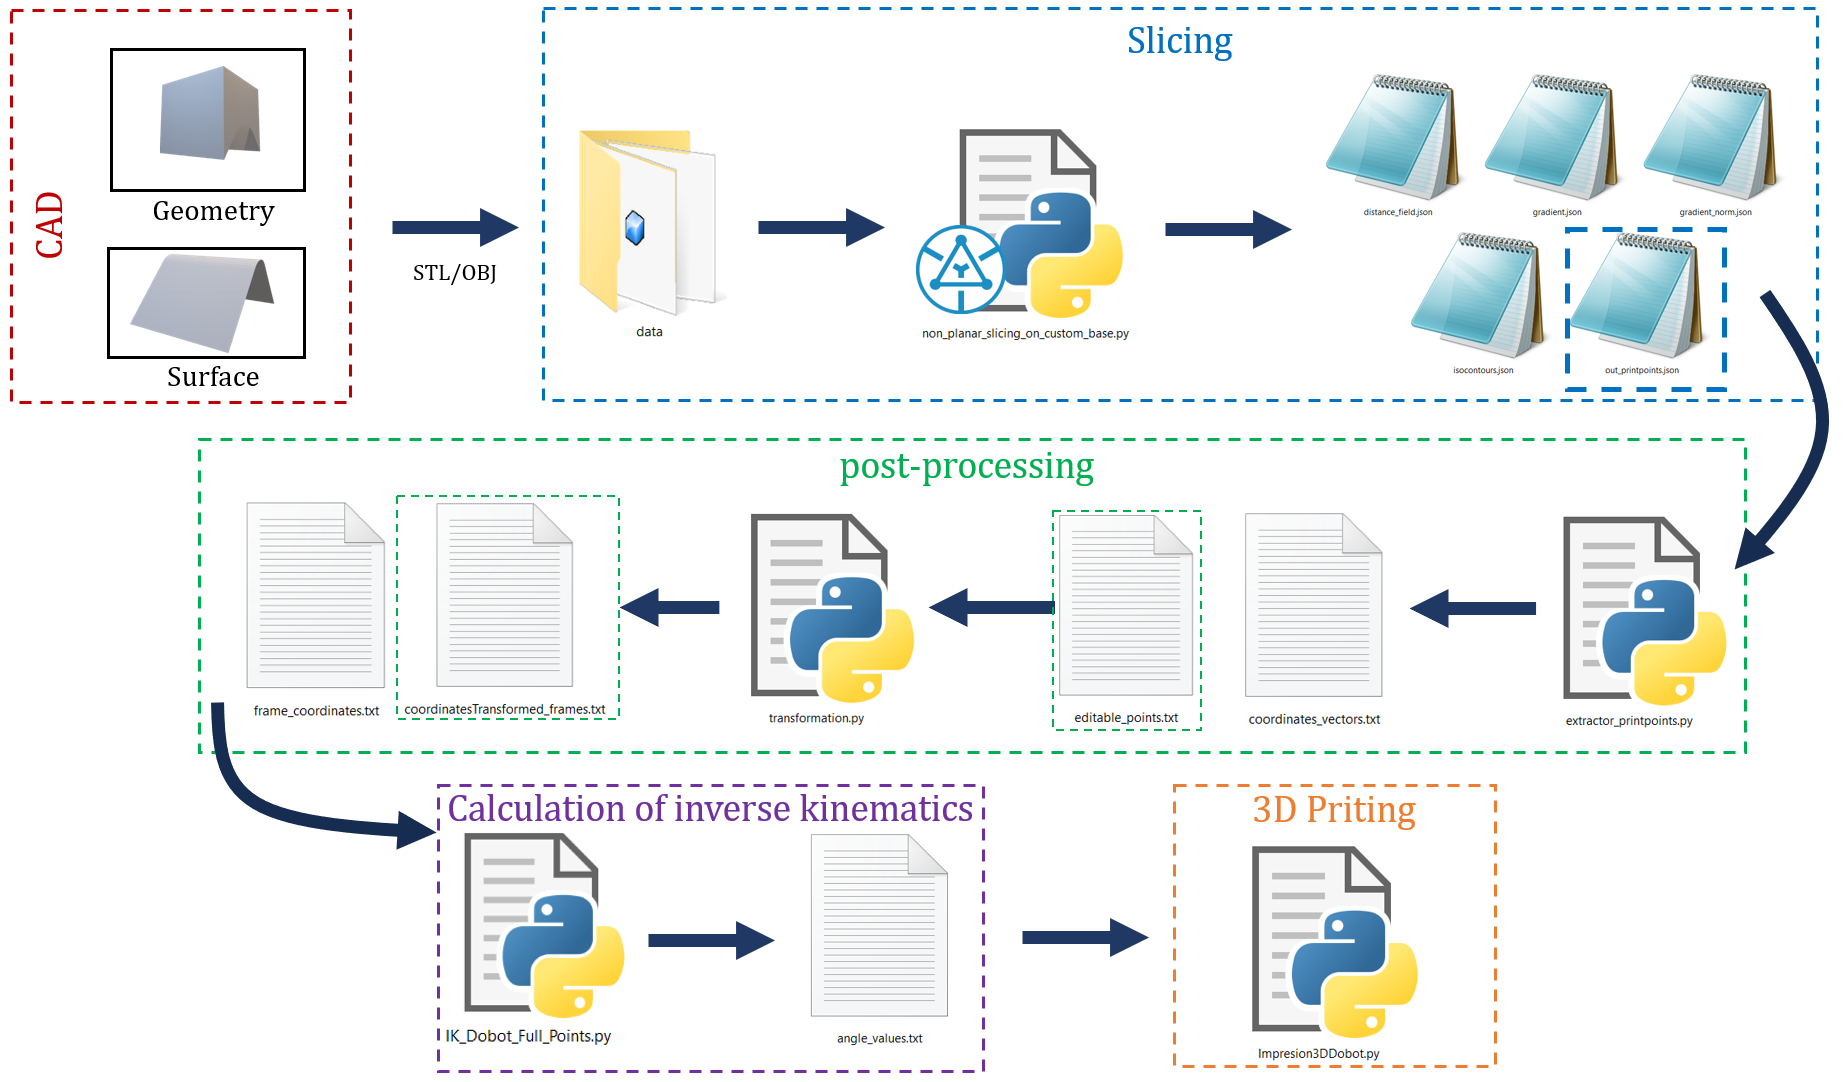 CAD
Geometry
Surface
STL/OBJ
Slicing
data
non_planar_slicing_on_custom_base.py
distance_field.json
gradient.json
gradient_norm.json
isocontours.json
out_printpoints.json
post-processing
frame_coordinates.txt
coordinatesTransformed_frames.txt
transformation.py
editable_points.txt
coordinates_vectors.txt
extractor_printpoints.py
Calculation of inverse kinematics
IK_Dobot_Full_Points.py
angle_values.txt
3D Priting
Impresion3DDobot.py